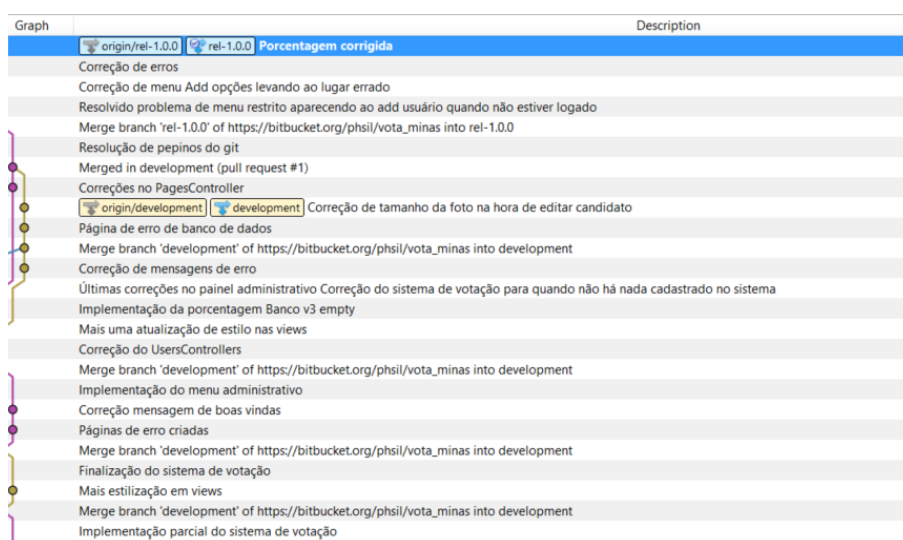 Graph Description
origin/rel-1.0.0 rel-1.0.0 Porcentagem corrigida
Correção de erros
Correção de menu Add opções levando ao lugar errado
Resolvido problema de menu restrito aparecendo ao add usuário quando não estiver logado
Merge branch 'rel-1.0.0' of https://bitbucket.org/phsil/vota_minas into rel-1.0.0
Resolução de pepinos do git
Merged in development (pull request #1)
Correções no PagesController
origin/development development Correção de tamanho da foto na hora de editar candidato
Página de erro de banco de dados
Merge branch 'development' of https://bitbucket.org/phsil/vota_minas into development
Correção de mensagens de erro
Últimas correções no painel administrativo Correção do sistema de votação para quando não há nada cadastrado no sistema
Implementação da porcentagem Banco v3 empty
Mais uma atualização de estilo nas views
Correção do UsersControllers
Merge branch 'development' of https://bitbucket.org/phsil/vota_minas into development
Implementação do menu administrativo
Correção mensagem de boas vindas
Páginas de erro criadas
Merge branch 'development' of https://bitbucket.org/phsil/vota_minas into development
Finalização do sistema de votação
Mais estilização em views
Merge branch 'development' of https://bitbucket.org/phsil/vota_minas into development
Implementação parcial do sistema de votação